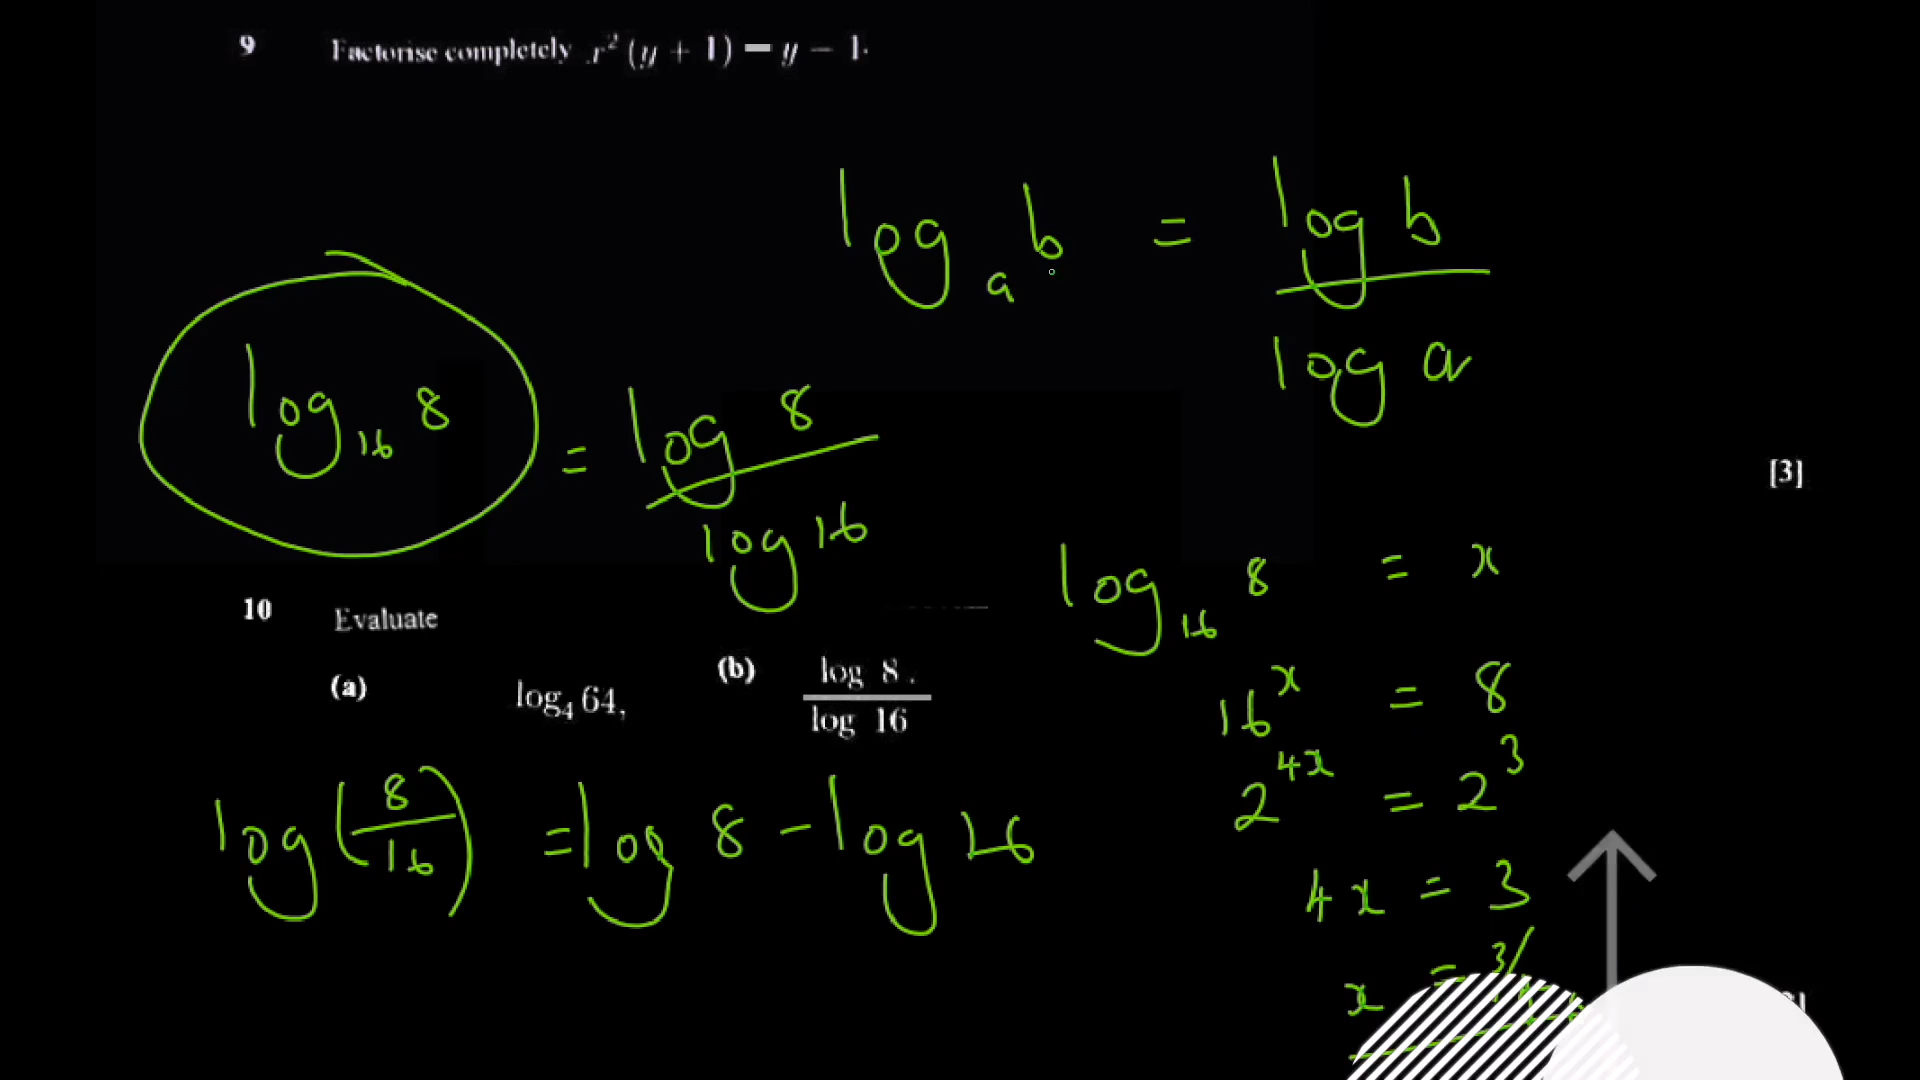 9 Factorise completely x² (y + 1) − y − 1.
log_a b = log b / log a
log_16 8 = log 8 / log 16
[3]
log_16 8 = x
10 Evaluate
(a) log₄ 64, (b) log 8 . / log 16
16^x = 8
2^4x = 2^3
log (8/16) = log 8 − log 16
4x = 3
x = 3/